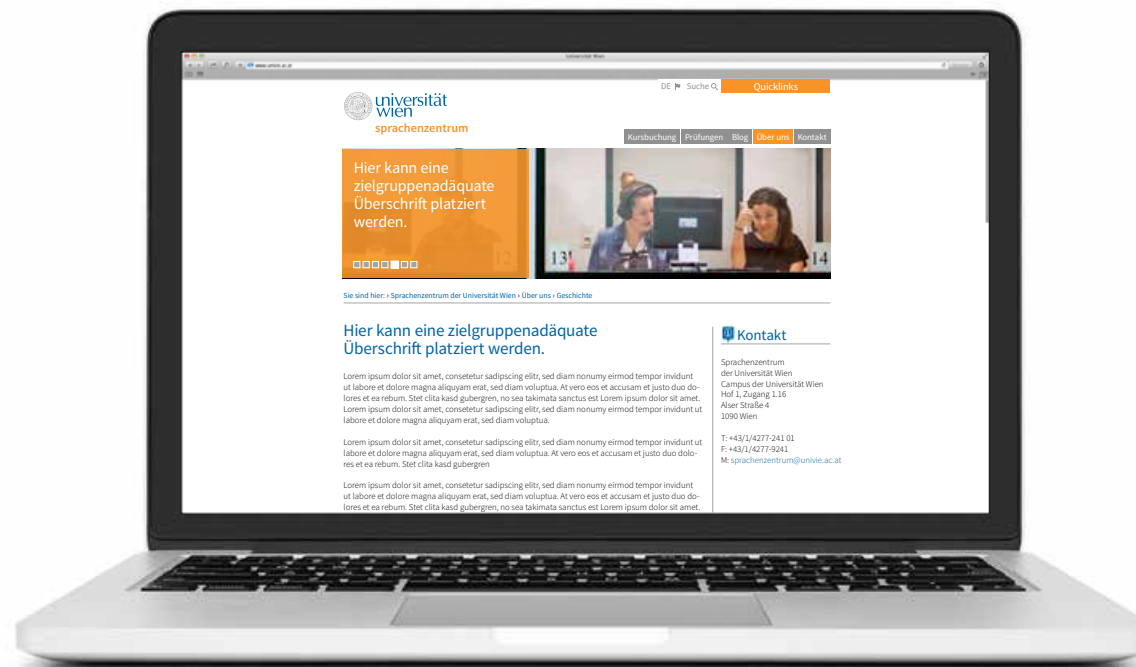 Universität Wien
www.univie.ac.at
DE Suche Quicklinks
universität
wien
sprachenzentrum
Kursbuchung Prüfungen Blog Über uns Kontakt
Hier kann eine
zielgruppenadäquate
Überschrift platziert
werden.
12 13 14
Sie sind hier: › Sprachenzentrum der Universität Wien › Über uns › Geschichte
Hier kann eine zielgruppenadäquate
Überschrift platziert werden.
Lorem ipsum dolor sit amet, consetetur sadipscing elitr, sed diam nonumy eirmod tempor invidunt
ut labore et dolore magna aliquyam erat, sed diam voluptua. At vero eos et accusam et justo duo do-
lores et ea rebum. Stet clita kasd gubergren, no sea takimata sanctus est Lorem ipsum dolor sit amet.
Lorem ipsum dolor sit amet, consetetur sadipscing elitr, sed diam nonumy eirmod tempor invidunt ut
labore et dolore magna aliquyam erat, sed diam voluptua.
Lorem ipsum dolor sit amet, consetetur sadipscing elitr, sed diam nonumy eirmod tempor invidunt ut
labore et dolore magna aliquyam erat, sed diam voluptua. At vero eos et accusam et justo duo dolo-
res et ea rebum. Stet clita kasd gubergren
Lorem ipsum dolor sit amet, consetetur sadipscing elitr, sed diam nonumy eirmod tempor invidunt
ut labore et dolore magna aliquyam erat, sed diam voluptua. At vero eos et accusam et justo duo do-
lores et ea rebum. Stet clita kasd gubergren, no sea takimata sanctus est Lorem ipsum dolor sit amet.
Kontakt
Sprachenzentrum
der Universität Wien
Campus der Universität Wien
Hof 1, Zugang 1.16
Alser Straße 4
1090 Wien
T: +43/1/4277-241 01
F: +43/1/4277-9241
M: sprachenzentrum@univie.ac.at